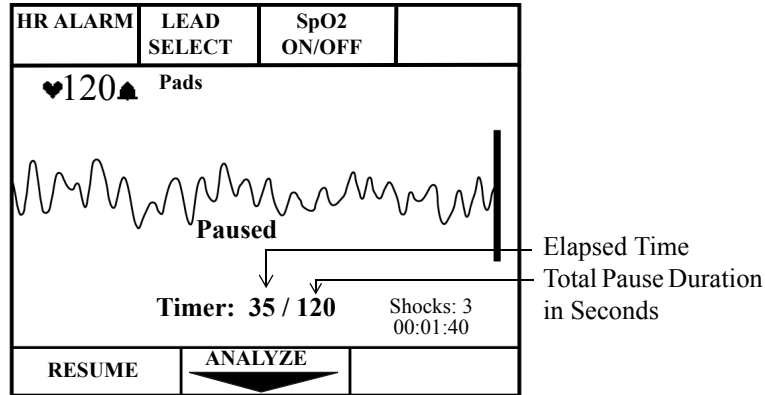 HR ALARM
LEAD
SELECT
SpO2
ON/OFF
120
Pads
Paused
Elapsed Time
Total Pause Duration
in Seconds
Timer: 35 / 120
Shocks: 3
00:01:40
RESUME
ANALYZE